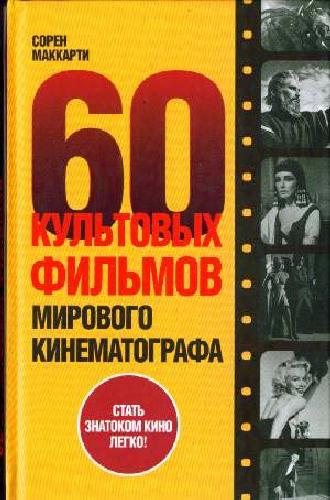 СОРЕН
МАККАРТИ
60
КУЛЬТОВЫХ
ФИЛЬМОВ
МИРОВОГО
КИНЕМАТОГРАФА
СТАТЬ
ЗНАТОКОМ КИНО
ЛЕГКО!